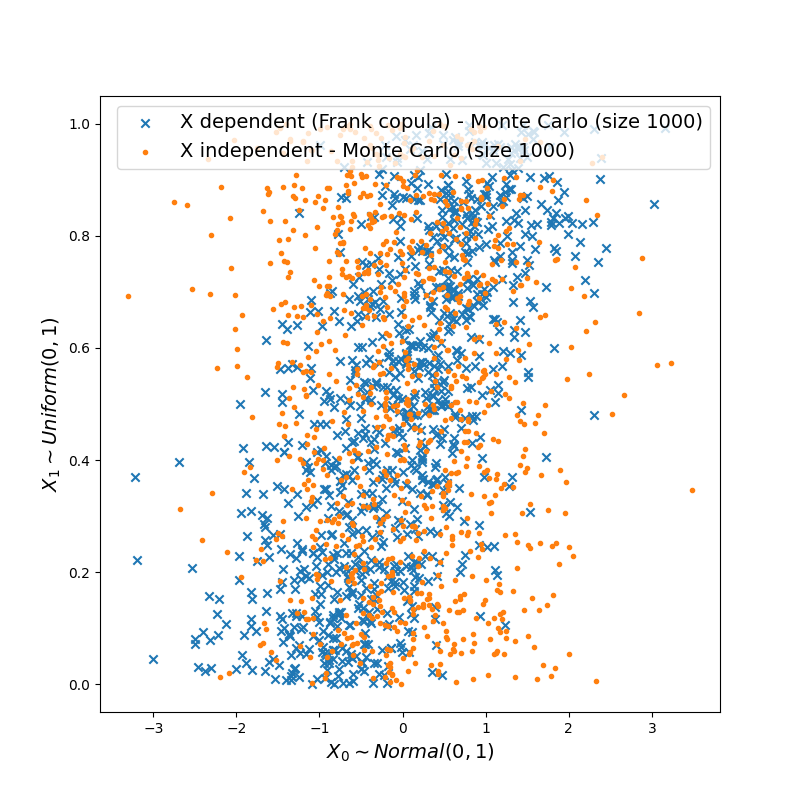 X dependent (Frank copula) - Monte Carlo (size 1000)
X independent - Monte Carlo (size 1000)
1.0
0.8
0.6
0.4
0.2
0.0
X₁ ~ Uniform(0, 1)
−3 −2 −1 0 1 2 3
X₀ ~ Normal(0, 1)